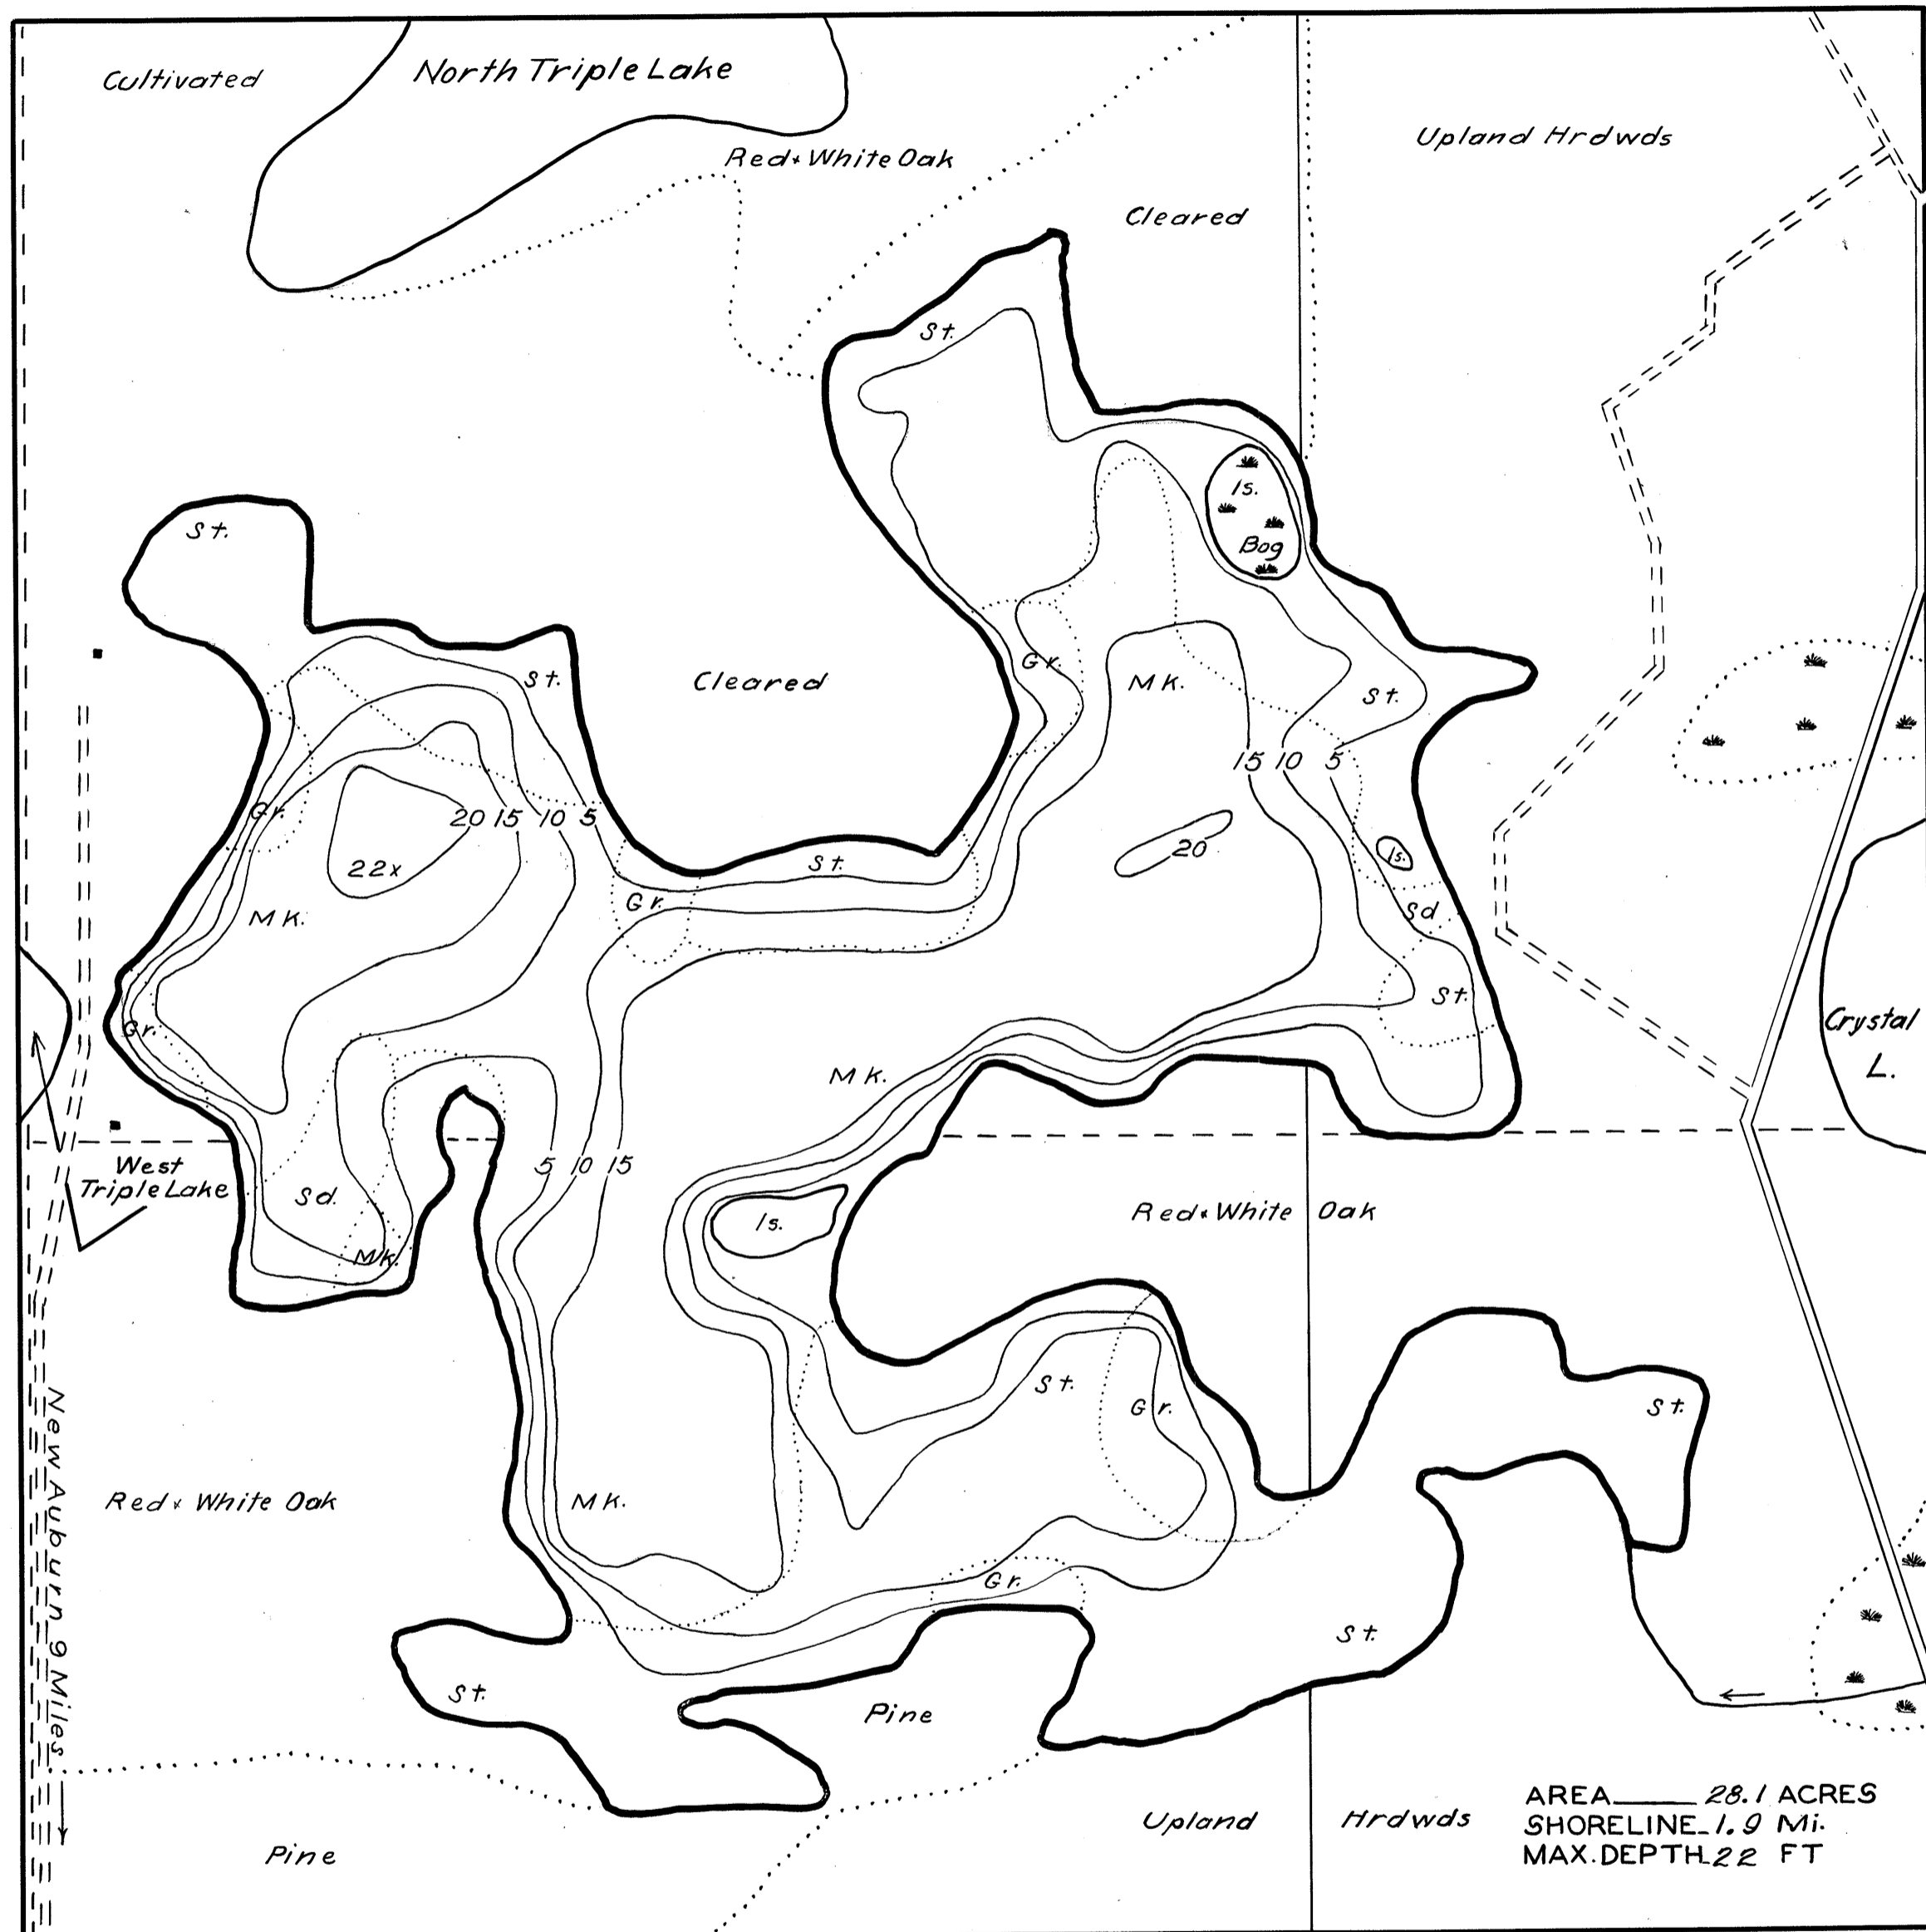 Cultivated
North Triple Lake
Red & White Oak
Upland Hrdwds
Cleared
St.
Is.
Bog
St.
Gr.
Mk.
St.
St.
Cleared
15 10 5
Gr.
20 15 10 5
22x
20
Is.
St.
Gr.
Mk.
Sd.
St.
Gr.
Crystal
L.
Mk.
West
Triple Lake
5 10 15
Sd.
Is.
Red & White Oak
Mk.
St.
Gr.
St.
Red & White Oak
Mk.
New Auburn 9 Miles
Gr.
St.
St.
Pine
Pine
Upland Hrdwds
AREA 28.1 ACRES
SHORELINE 1.9 Mi.
MAX. DEPTH 22 FT